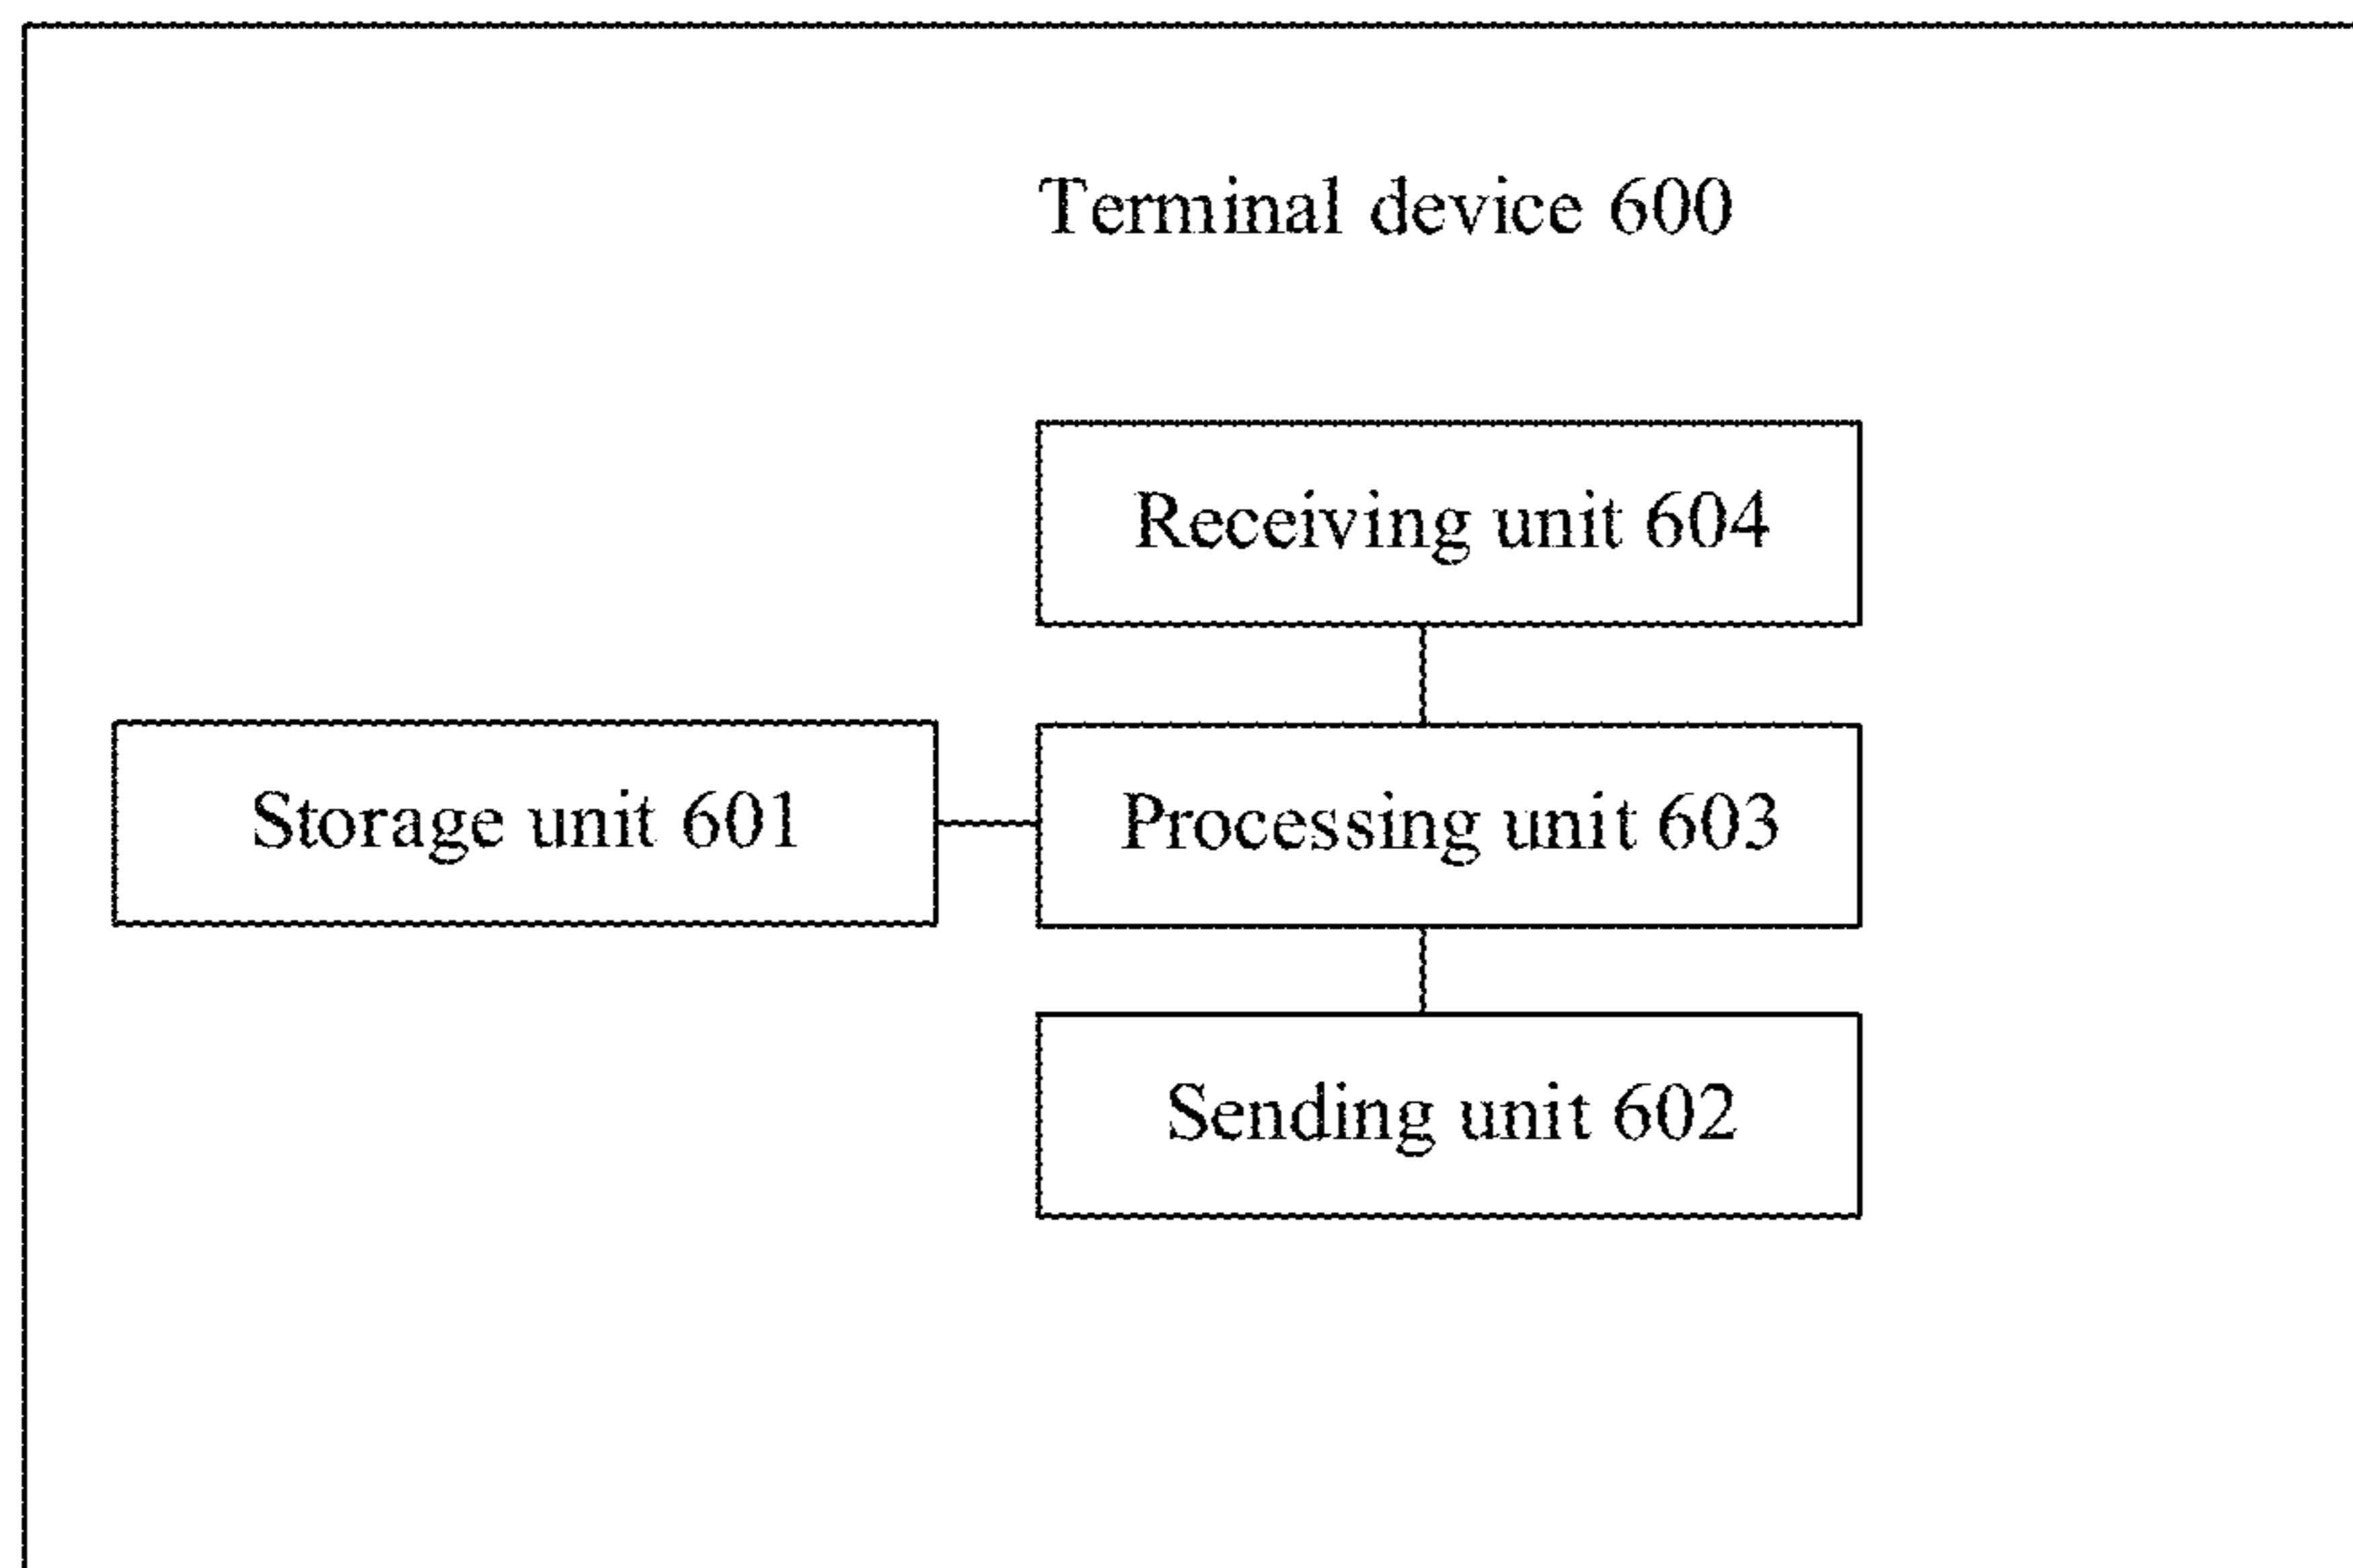 Terminal device 600
Receiving unit 604
Storage unit 601
Processing unit 603
Sending unit 602